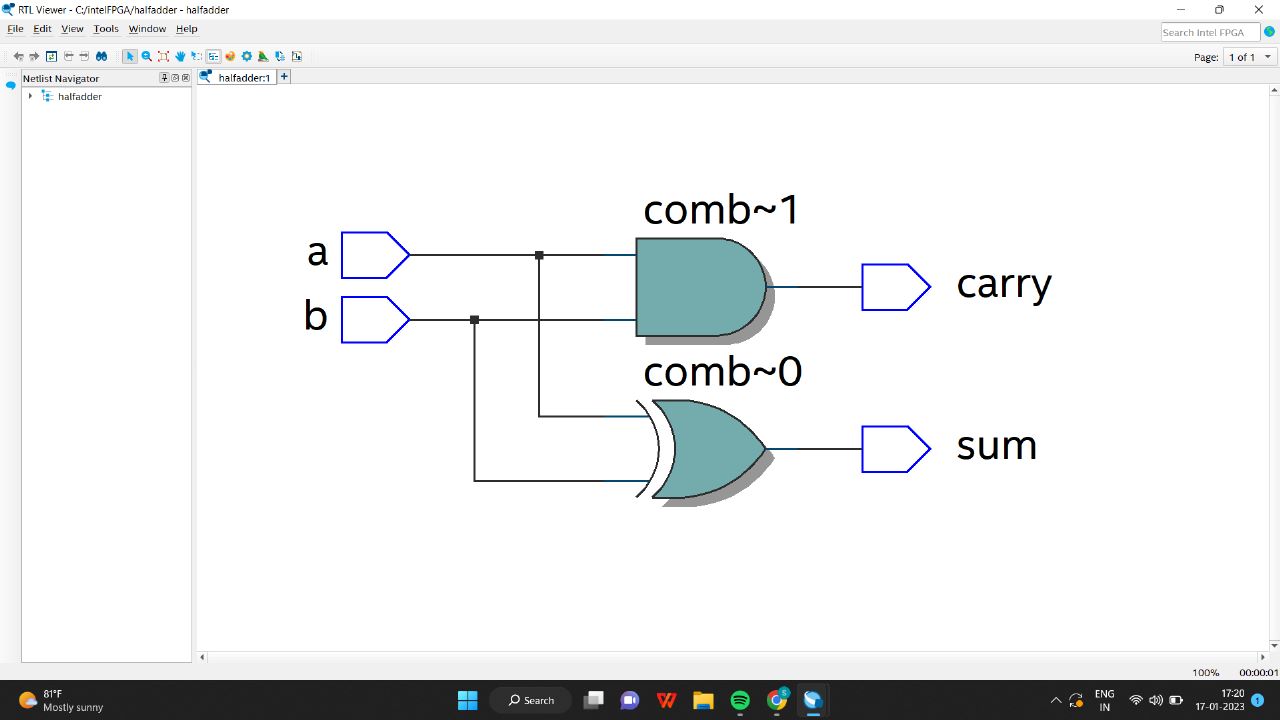 RTL Viewer - C:/intelFPGA/halfadder - halfadder
File Edit View Tools Window Help
Search Intel FPGA
Page: 1 of 1
Netlist Navigator
halfadder:1
halfadder
comb~1
a
carry
b
comb~0
sum
100% 00:00:01
81°F
Mostly sunny
Search
ENG
IN
17:20
17-01-2023
1